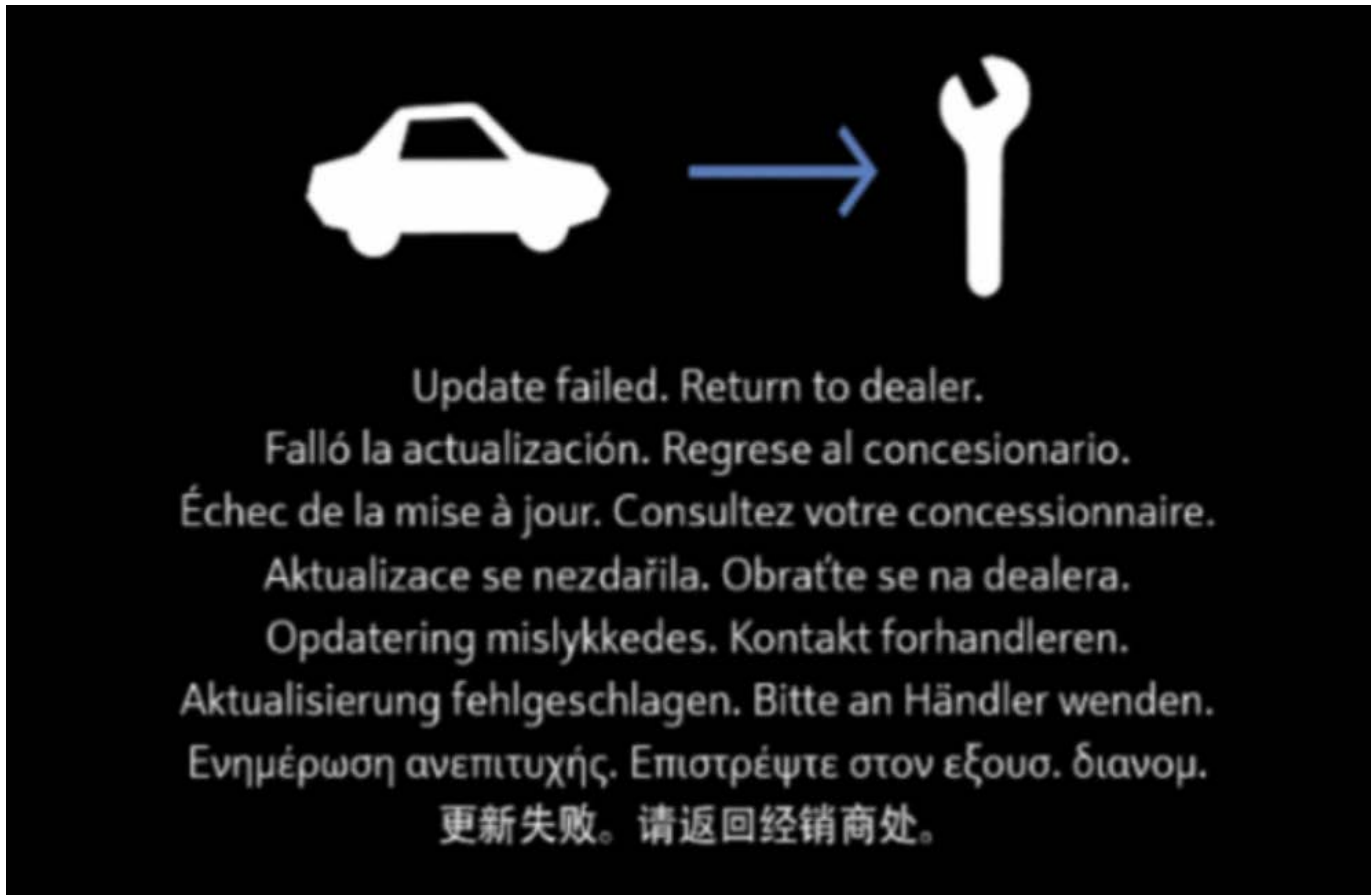 Update failed. Return to dealer.
Falló la actualización. Regrese al concesionario.
Échec de la mise à jour. Consultez votre concessionnaire.
Aktualizace se nezdařila. Obraťte se na dealera.
Opdatering mislykkedes. Kontakt forhandleren.
Aktualisierung fehlgeschlagen. Bitte an Händler wenden.
Ενημέρωση ανεπιτυχής. Επιστρέψτε στον εξουσ. διανομ.
更新失败。请返回经销商处。